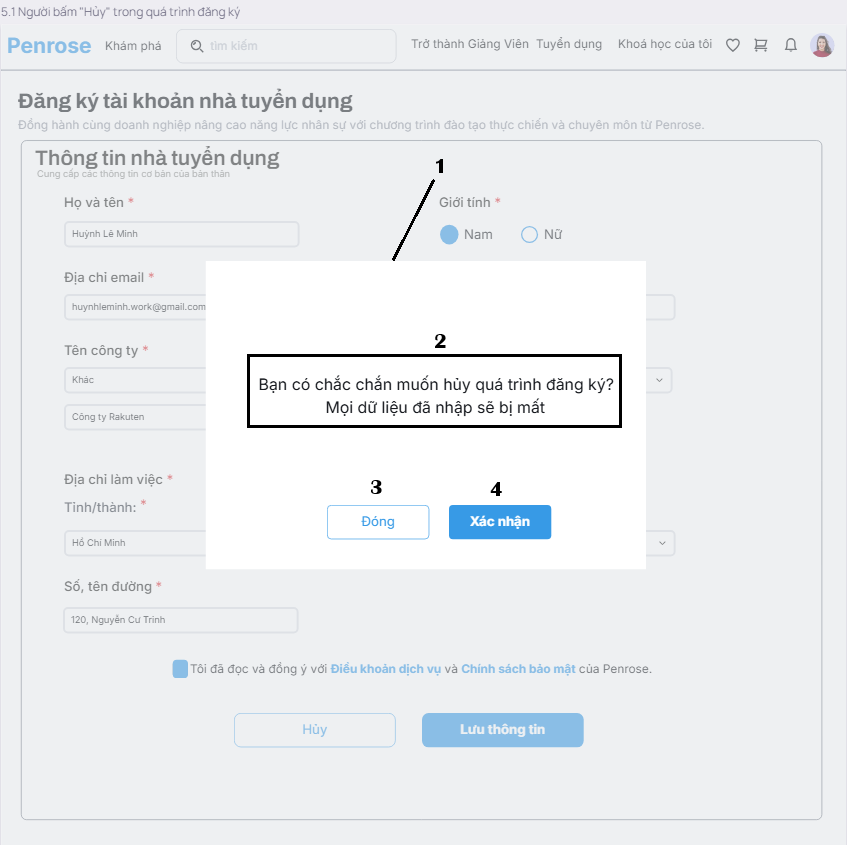 5.1 Người bấm "Hủy" trong quá trình đăng ký
Penrose Khám phá tìm kiếm Trở thành Giảng Viên Tuyển dụng Khoá học của tôi
Đăng ký tài khoản nhà tuyển dụng
Đồng hành cùng doanh nghiệp nâng cao năng lực nhân sự với chương trình đào tạo thực chiến và chuyên môn từ Penrose.
Thông tin nhà tuyển dụng
Cung cấp các thông tin cơ bản của bản thân
1
Họ và tên * Giới tính *
Huỳnh Lê Minh Nam Nữ
Địa chỉ email *
huynhleminh.work@gmail.com
Tên công ty *
Khác
Công ty Rakuten
2
Bạn có chắc chắn muốn hủy quá trình đăng ký?
Mọi dữ liệu đã nhập sẽ bị mất
3 4
Đóng Xác nhận
Địa chỉ làm việc *
Tỉnh/thành: *
Hồ Chí Minh
Số, tên đường *
120, Nguyễn Cư Trinh
Tôi đã đọc và đồng ý với Điều khoản dịch vụ và Chính sách bảo mật của Penrose.
Hủy Lưu thông tin